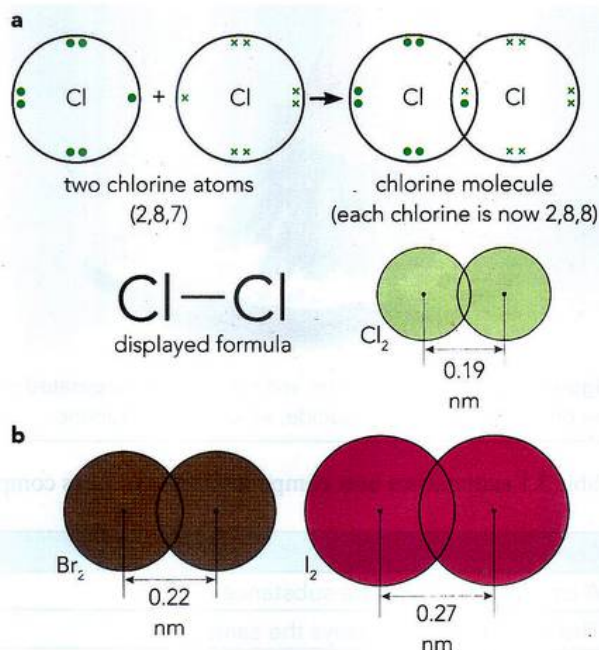 a
Cl + Cl → Cl Cl
two chlorine atoms
(2,8,7)
chlorine molecule
(each chlorine is now 2,8,8)
Cl—Cl
displayed formula
Cl₂
0.19
nm
b
Br₂
0.22
nm
I₂
0.27
nm